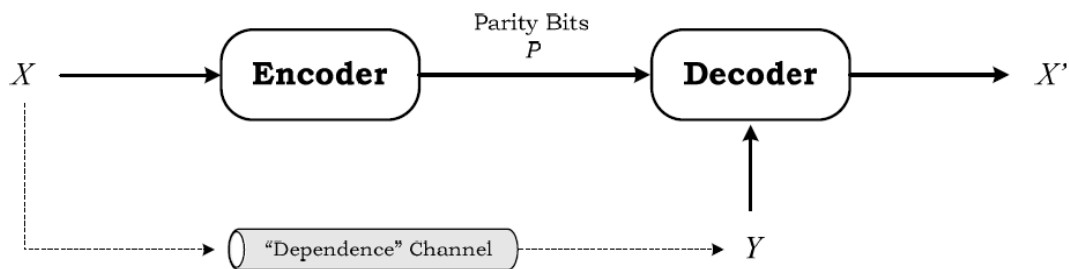 Parity Bits
P
X
Encoder
Decoder
X'
"Dependence" Channel
Y